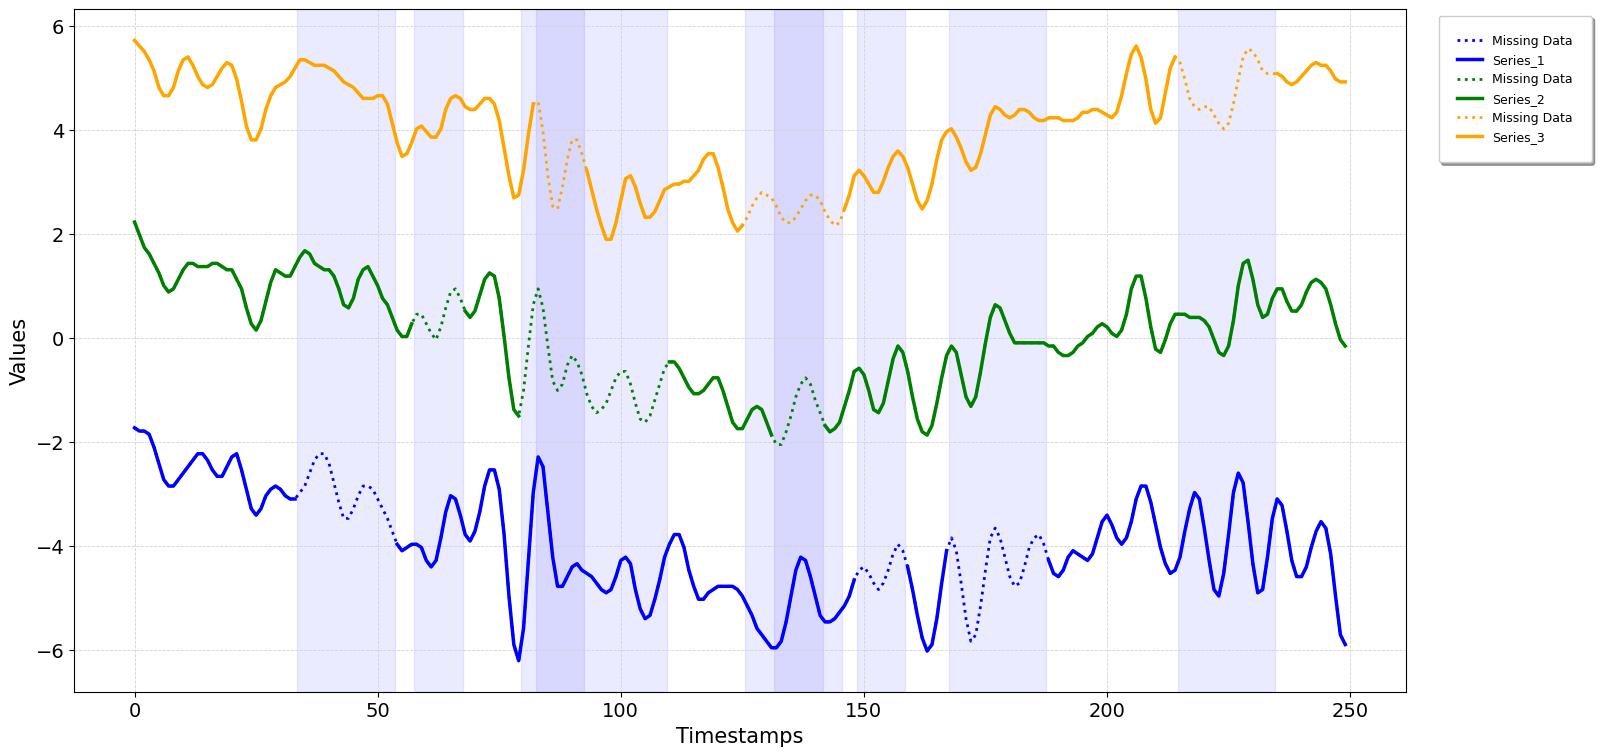 6
4
2
0
−2
−4
−6
Values
0
50
100
150
200
250
Timestamps
Missing Data
Series_1
Missing Data
Series_2
Missing Data
Series_3